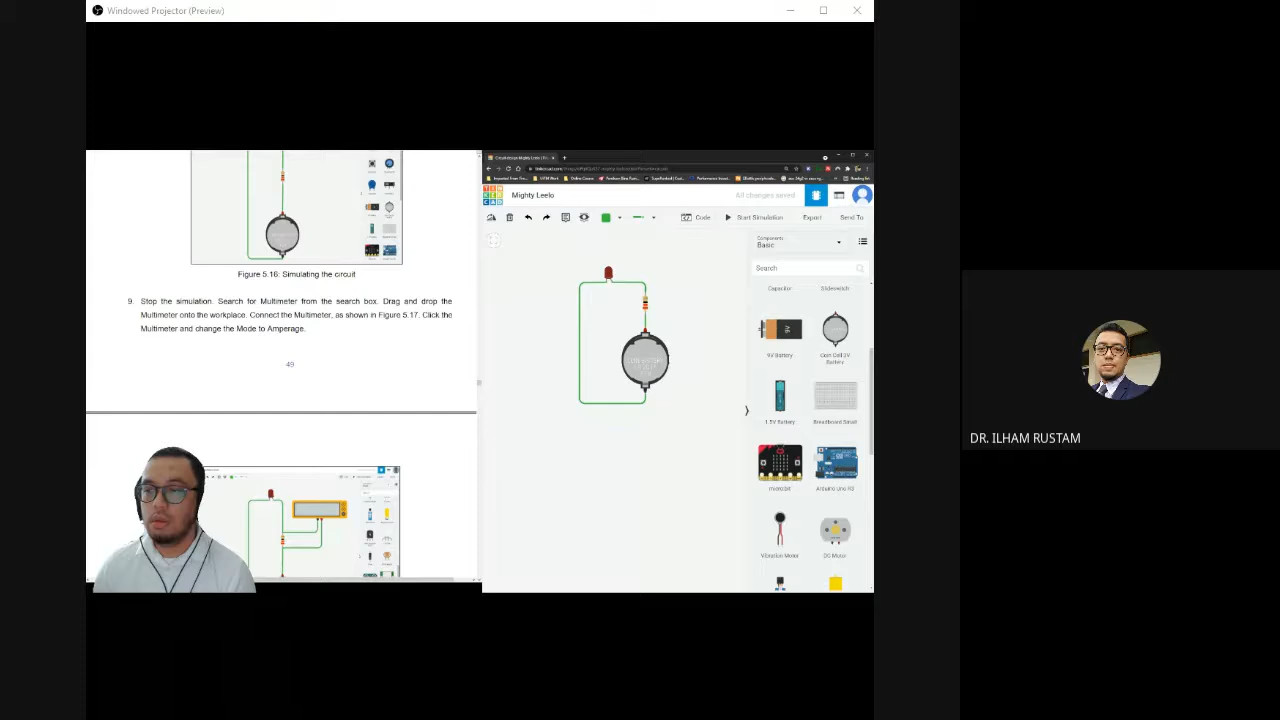 Windowed Projector (Preview)
Figure 5.16: Simulating the circuit
9. Stop the simulation. Search for Multimeter from the search box. Drag and drop the
Multimeter onto the workplace. Connect the Multimeter, as shown in Figure 5.17. Click the
Multimeter and change the Mode to Amperage.
49
Mighty Leelo
All changes saved
Code
Start Simulation
Export
Send To
Components
Basic
Search
Capacitor
Slideswitch
9V Battery
Coin Cell 3V
Battery
1.5V Battery
Breadboard Small
micro:bit
Arduino Uno R3
Vibration Motor
DC Motor
DR. ILHAM RUSTAM